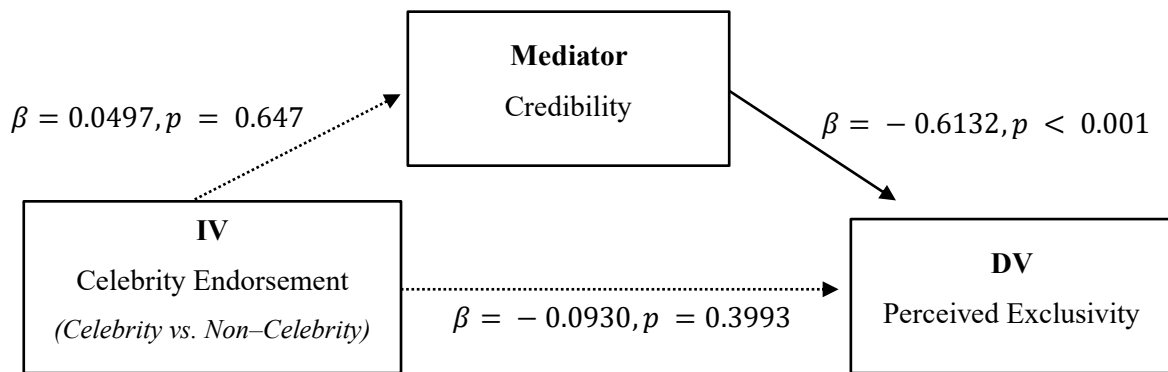 Mediator
Credibility
β = 0.0497, p = 0.647
β = − 0.6132, p < 0.001
IV
Celebrity Endorsement
(Celebrity vs. Non–Celebrity)
β = − 0.0930, p = 0.3993
DV
Perceived Exclusivity